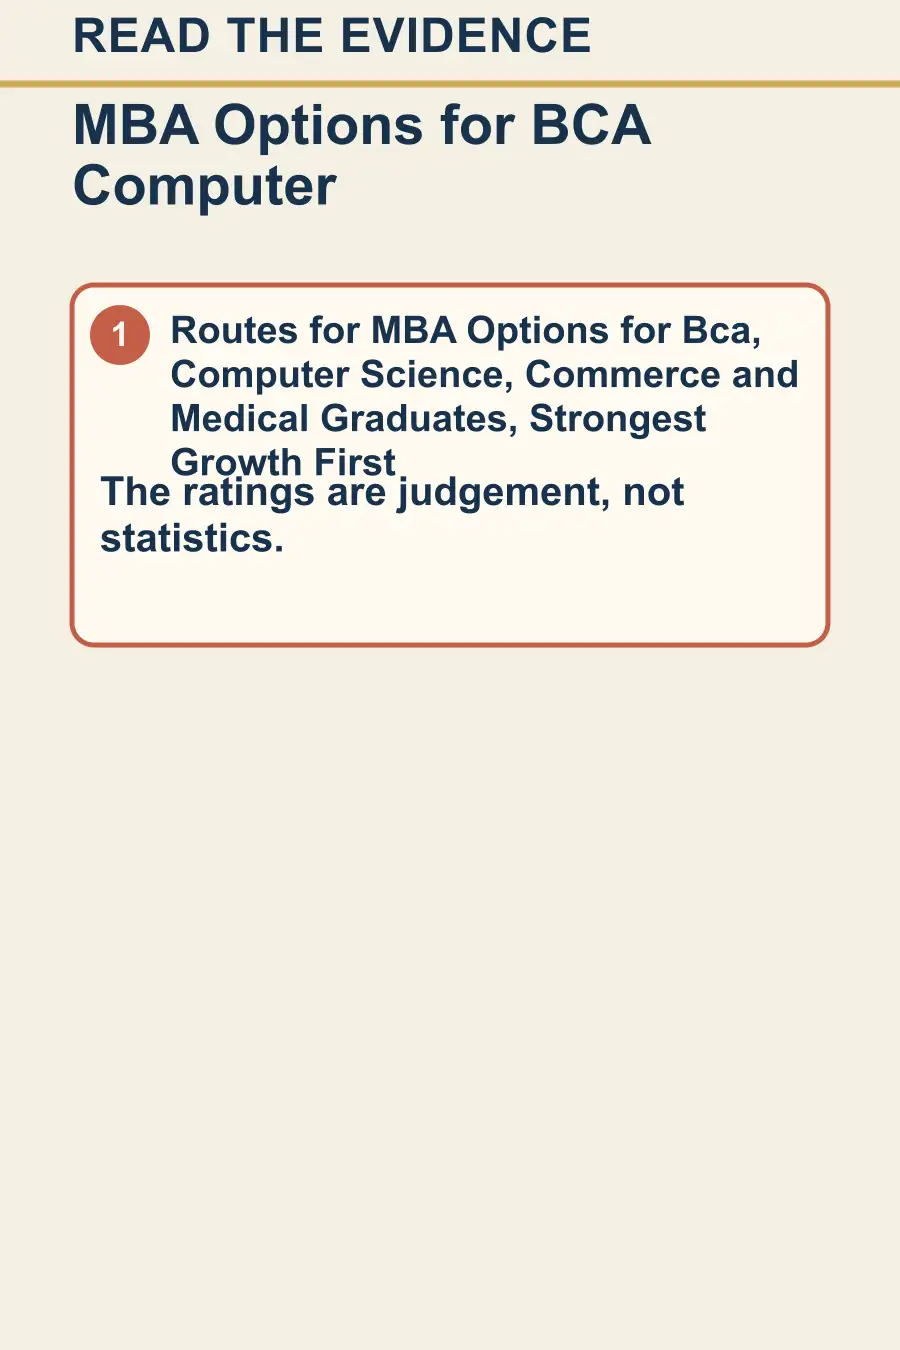 READ THE EVIDENCE
MBA Options for BCA
Computer
1
Routes for MBA Options for Bca,
Computer Science, Commerce and
Medical Graduates, Strongest
Growth First
The ratings are judgement, not
statistics.